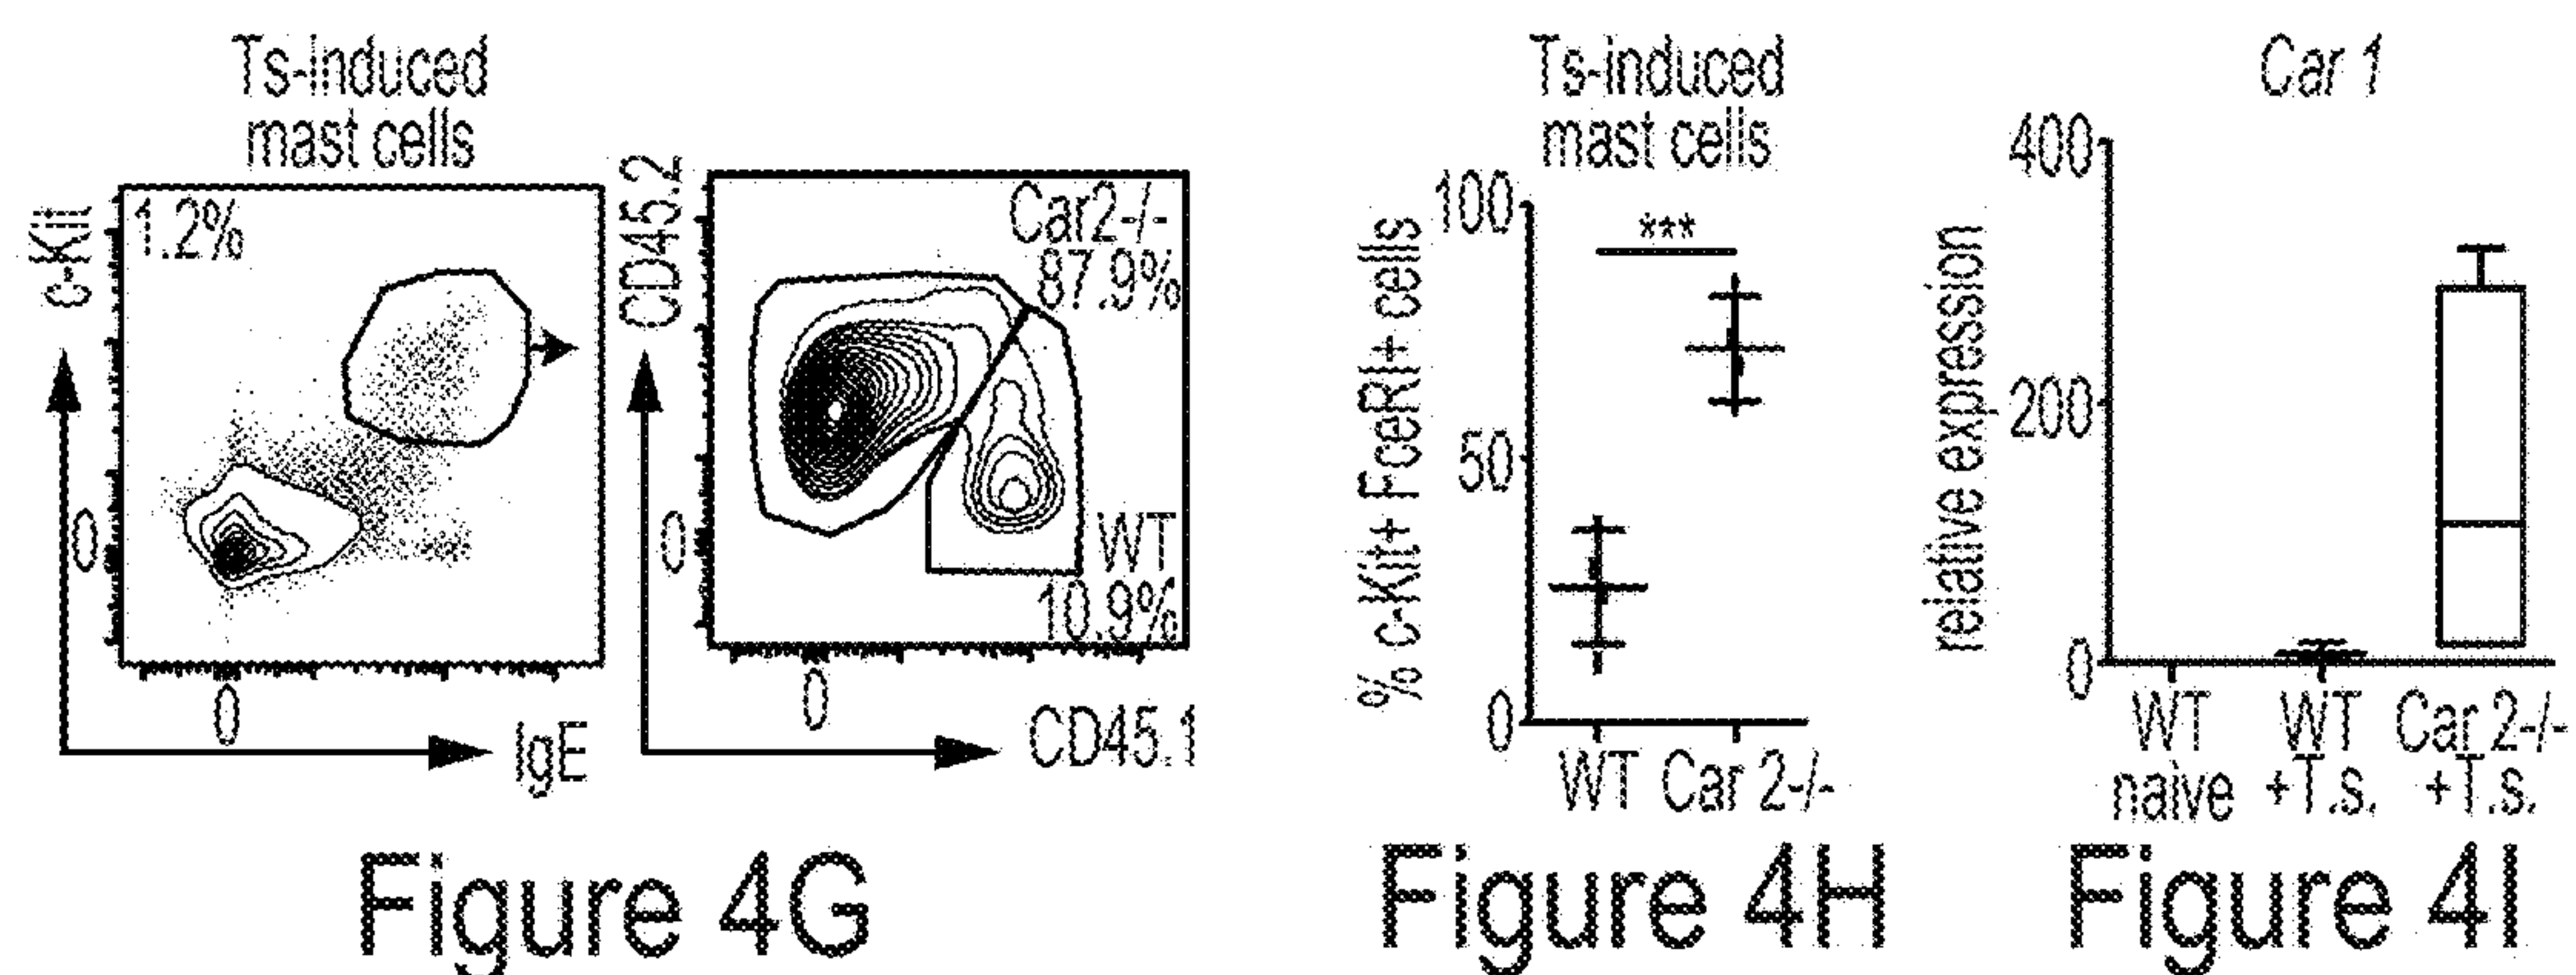 Ts-induced
mast cells
c-Kit
1.2%
0
0
IgE
CD45.2
Car2-/-
87.9%
WT
10.9%
0
0
CD45.1
Figure 4G
Ts-induced
mast cells
% c-Kit+ FceRI+ cells
100
50
0
***
WT Car 2-/-
Figure 4H
Car 1
relative expression
400
200
0
WT WT Car 2-/-
naive +T.s. +T.s.
Figure 4I